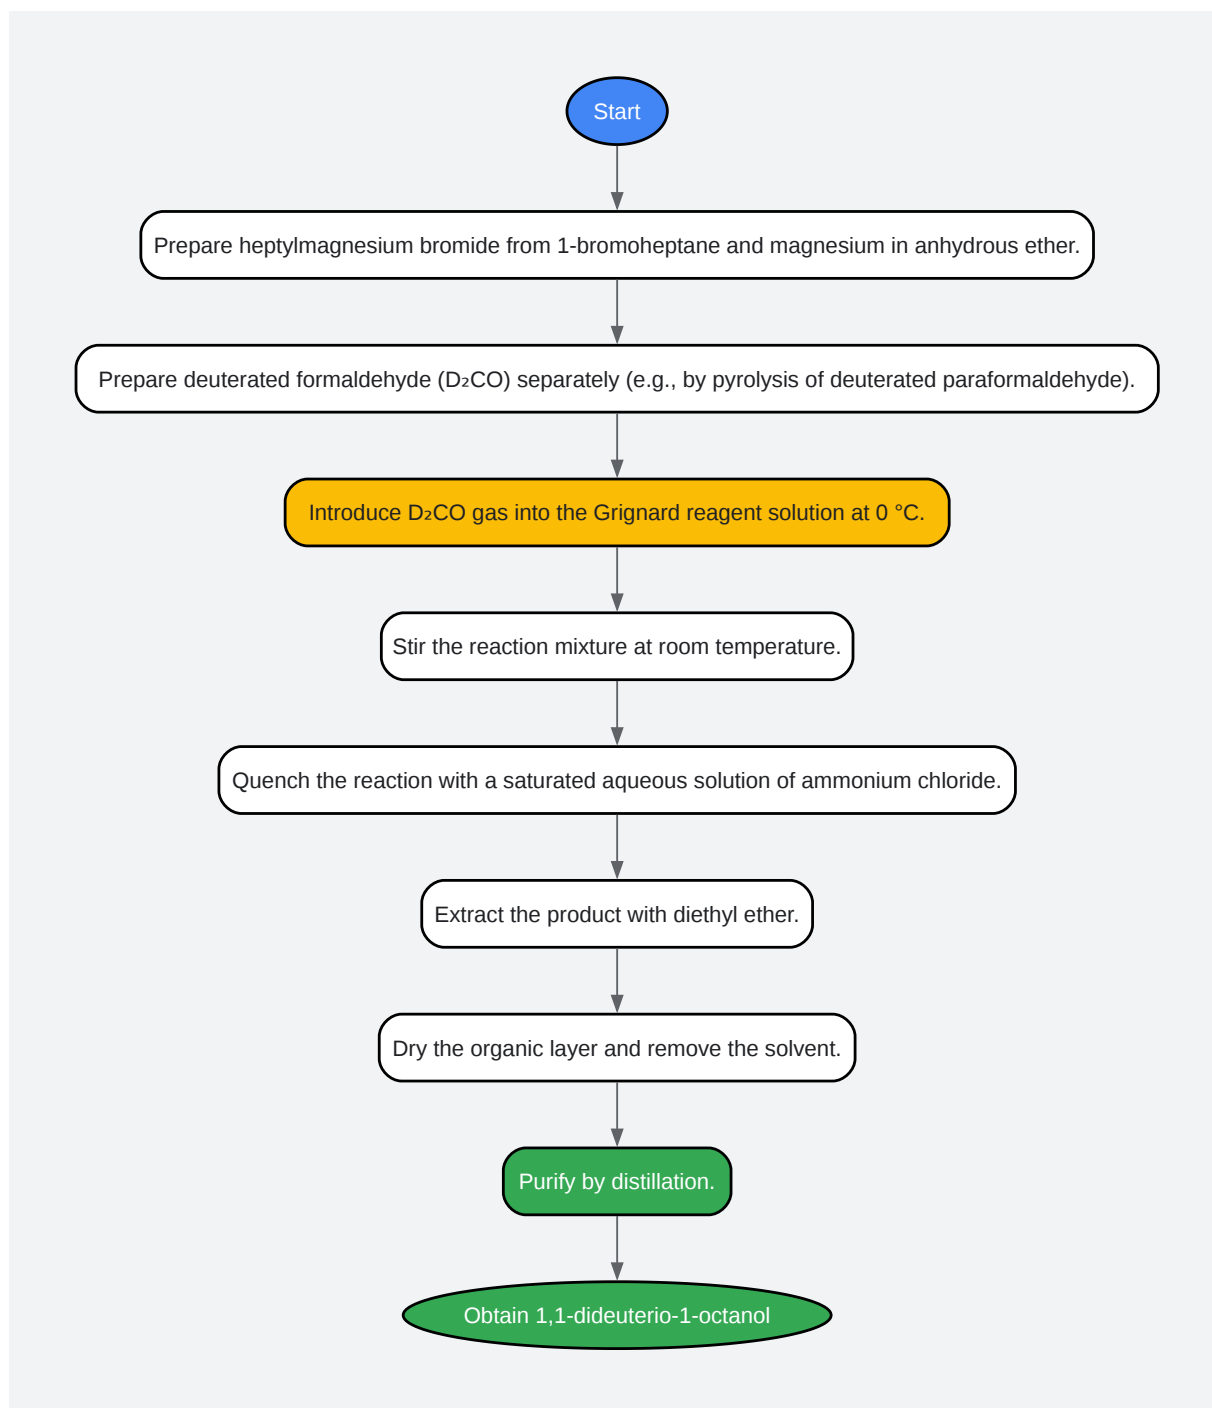 Start
Prepare heptylmagnesium bromide from 1-bromoheptane and magnesium in anhydrous ether.
Prepare deuterated formaldehyde (D₂CO) separately (e.g., by pyrolysis of deuterated paraformaldehyde).
Introduce D₂CO gas into the Grignard reagent solution at 0 °C.
Stir the reaction mixture at room temperature.
Quench the reaction with a saturated aqueous solution of ammonium chloride.
Extract the product with diethyl ether.
Dry the organic layer and remove the solvent.
Purify by distillation.
Obtain 1,1-dideuterio-1-octanol